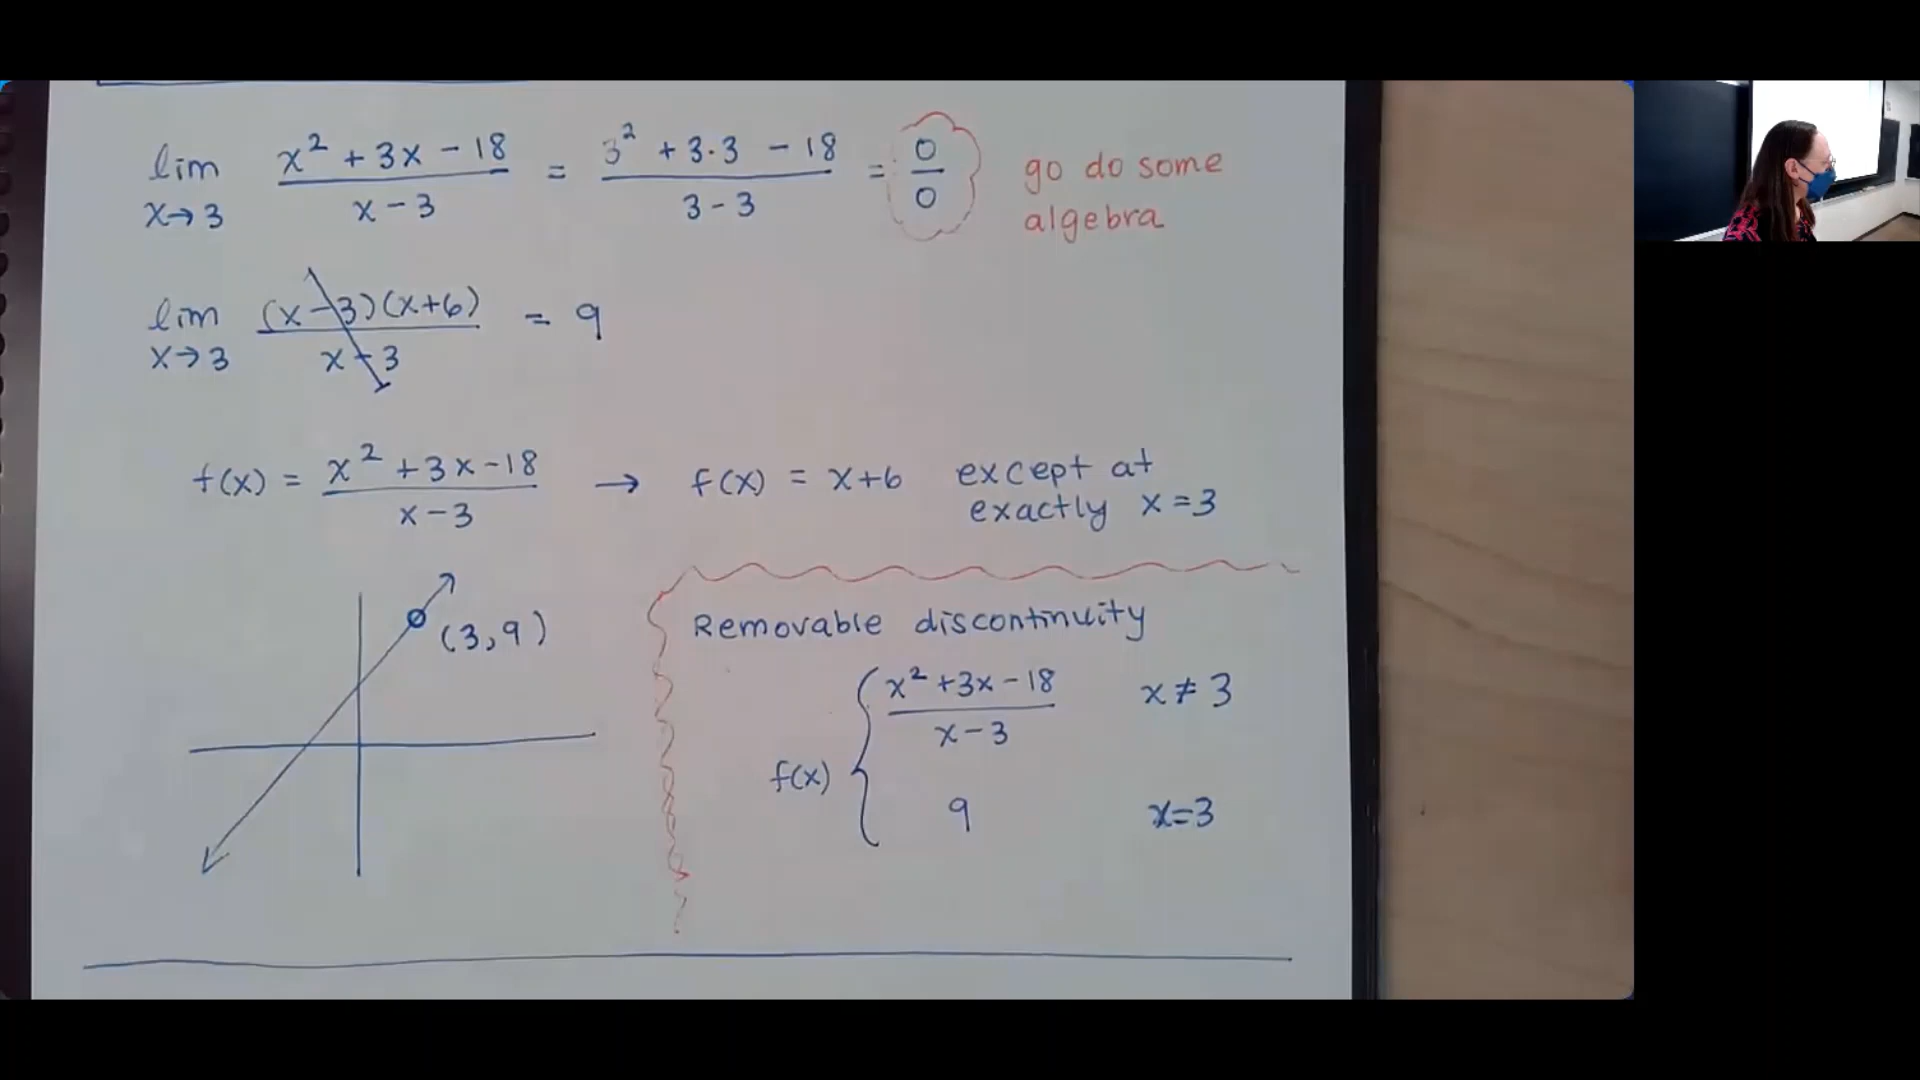 lim x→3 (x² + 3x - 18)/(x - 3) = (3² + 3·3 - 18)/(3 - 3) = 0/0 go do some
algebra
lim x→3 (x-3)(x+6)/(x-3) = 9
f(x) = (x² + 3x - 18)/(x - 3) → f(x) = x+6 except at
exactly x = 3
(3,9)
Removable discontinuity
f(x) { (x² + 3x - 18)/(x - 3) x ≠ 3
9 x=3